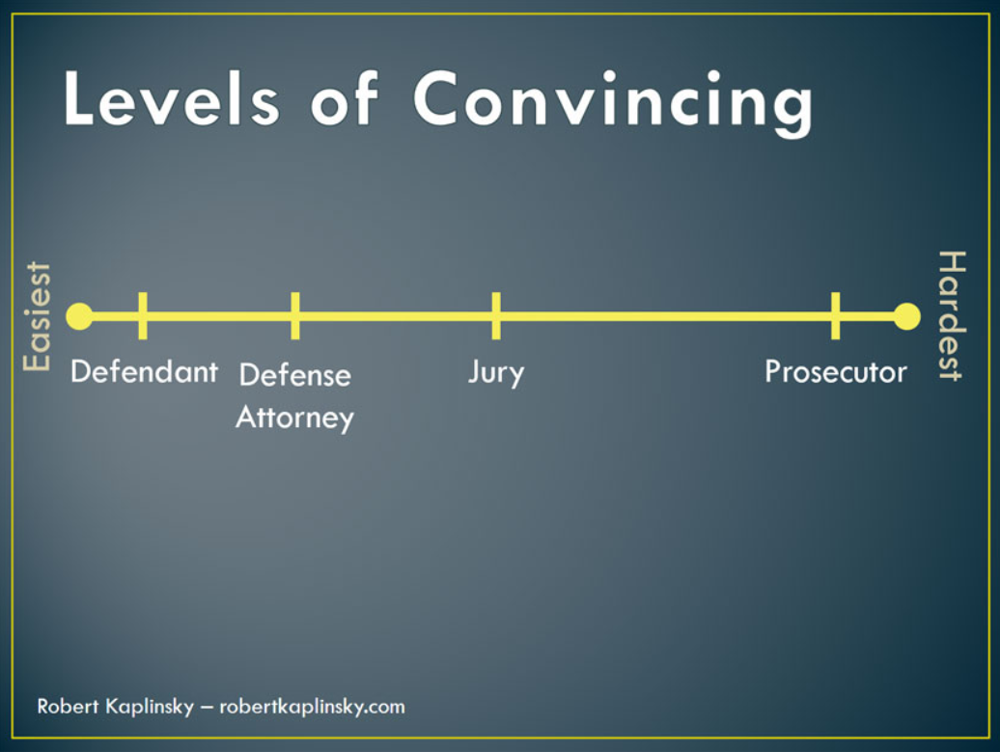 Levels of Convincing
Easiest
Hardest
Defendant
Defense
Attorney
Jury
Prosecutor
Robert Kaplinsky – robertkaplinsky.com